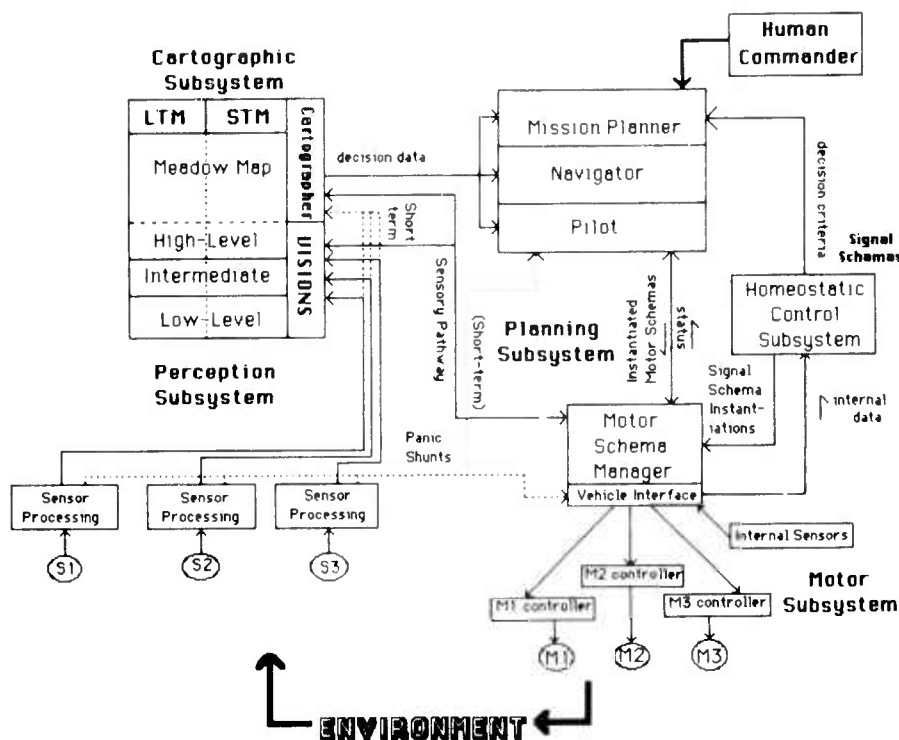 Human
Commander
Cartographic
Subsystem
LTM
STM
Cartographer
Meadow Map
decision data
Mission Planner
Navigator
Pilot
decision criteria
Signal
Schemas
Short
term
High-Level
Intermediate
Low-Level
VISIONS
Sensory Pathway
(Short-term)
Planning
Subsystem
Instantiated
Motor Schemas
status
Homeostatic
Control
Subsystem
Perception
Subsystem
Signal
Schema
Instant-
iations
internal
data
Motor
Schema
Manager
Vehicle Interface
Panic
Shunts
Sensor
Processing
Sensor
Processing
Sensor
Processing
Internal Sensors
S1
S2
S3
M1 controller
M2 controller
M3 controller
Motor
Subsystem
M1
M2
M3
ENVIRONMENT